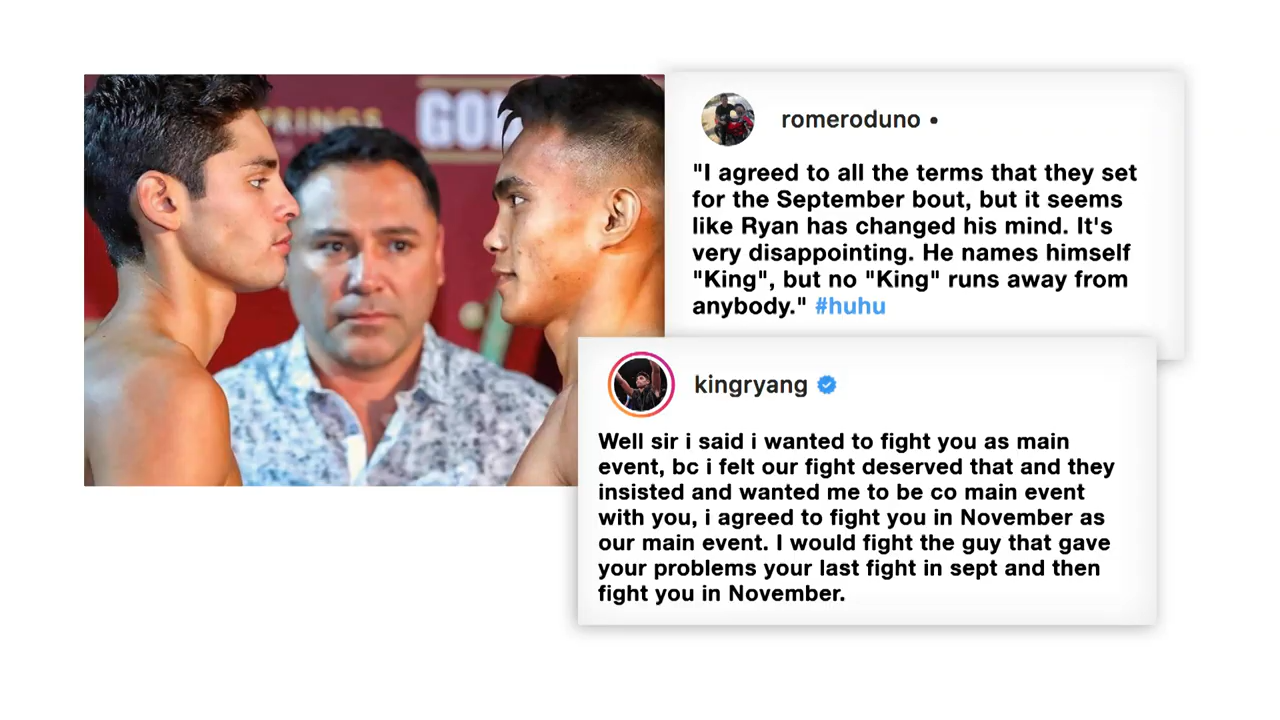 romeroduno •
"I agreed to all the terms that they set
for the September bout, but it seems
like Ryan has changed his mind. It's
very disappointing. He names himself
"King", but no "King" runs away from
anybody." #huhu
kingryang
Well sir i said i wanted to fight you as main
event, bc i felt our fight deserved that and they
insisted and wanted me to be co main event
with you, i agreed to fight you in November as
our main event. I would fight the guy that gave
your problems your last fight in sept and then
fight you in November.